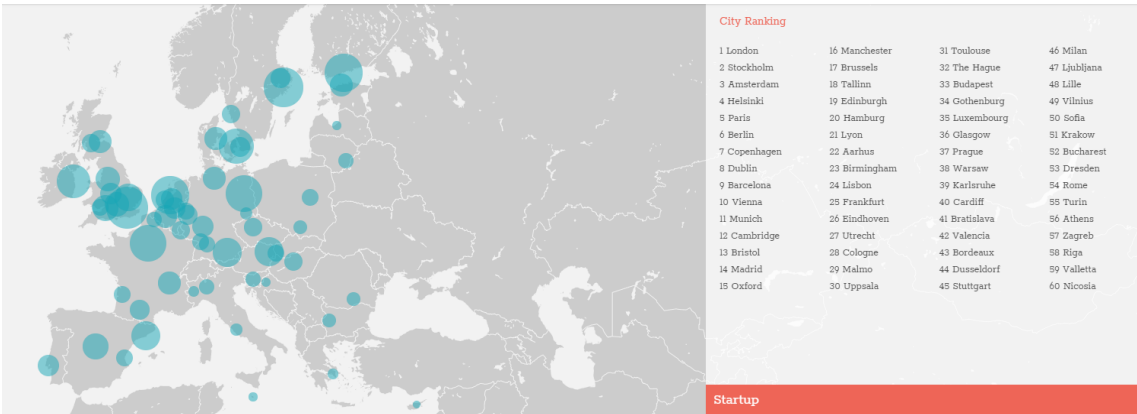 City Ranking
1 London
2 Stockholm
3 Amsterdam
4 Helsinki
5 Paris
6 Berlin
7 Copenhagen
8 Dublin
9 Barcelona
10 Vienna
11 Munich
12 Cambridge
13 Bristol
14 Madrid
15 Oxford
16 Manchester
17 Brussels
18 Tallinn
19 Edinburgh
20 Hamburg
21 Lyon
22 Aarhus
23 Birmingham
24 Lisbon
25 Frankfurt
26 Eindhoven
27 Utrecht
28 Cologne
29 Malmo
30 Uppsala
31 Toulouse
32 The Hague
33 Budapest
34 Gothenburg
35 Luxembourg
36 Glasgow
37 Prague
38 Warsaw
39 Karlsruhe
40 Cardiff
41 Bratislava
42 Valencia
43 Bordeaux
44 Dusseldorf
45 Stuttgart
46 Milan
47 Ljubljana
48 Lille
49 Vilnius
50 Sofia
51 Krakow
52 Bucharest
53 Dresden
54 Rome
55 Turin
56 Athens
57 Zagreb
58 Riga
59 Valletta
60 Nicosia
Startup